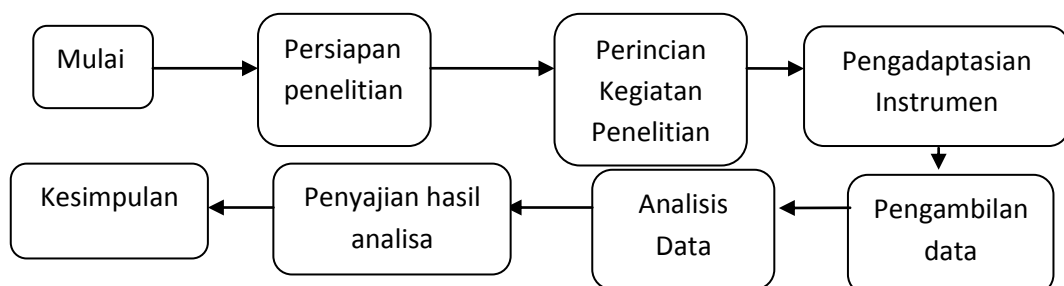 Mulai
Persiapan
penelitian
Perincian
Kegiatan
Penelitian
Pengadaptasian
Instrumen
Pengambilan
data
Analisis
Data
Penyajian hasil
analisa
Kesimpulan